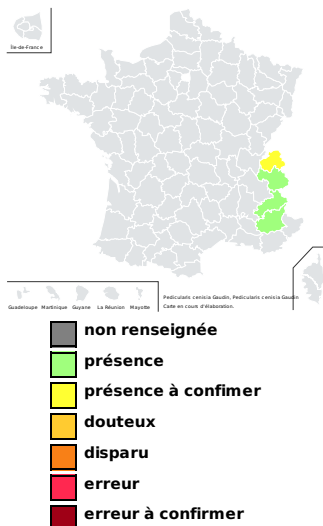 Île-de-France
Guadeloupe Martinique Guyane La Réunion Mayotte
Pedicularis cenisia Gaudin, Pedicularis cenisia Gaudin
Carte en cours d'élaboration.
non renseignée
présence
présence à confimer
douteux
disparu
erreur
erreur à confirmer